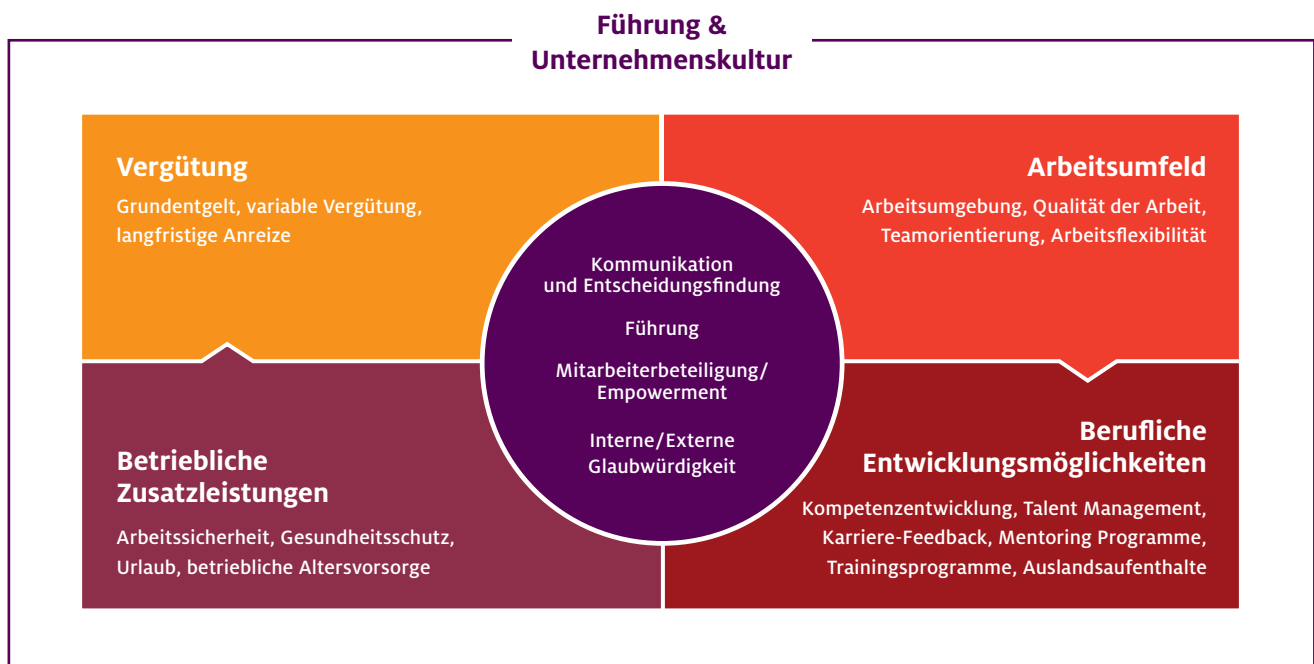 Führung &
Unternehmenskultur
Vergütung
Grundentgelt, variable Vergütung,
langfristige Anreize
Arbeitsumfeld
Arbeitsumgebung, Qualität der Arbeit,
Teamorientierung, Arbeitsflexibilität
Kommunikation
und Entscheidungsfindung
Führung
Mitarbeiterbeteiligung/
Empowerment
Interne/Externe
Glaubwürdigkeit
Betriebliche
Zusatzleistungen
Arbeitssicherheit, Gesundheitsschutz,
Urlaub, betriebliche Altersvorsorge
Berufliche
Entwicklungsmöglichkeiten
Kompetenzentwicklung, Talent Management,
Karriere-Feedback, Mentoring Programme,
Trainingsprogramme, Auslandsaufenthalte